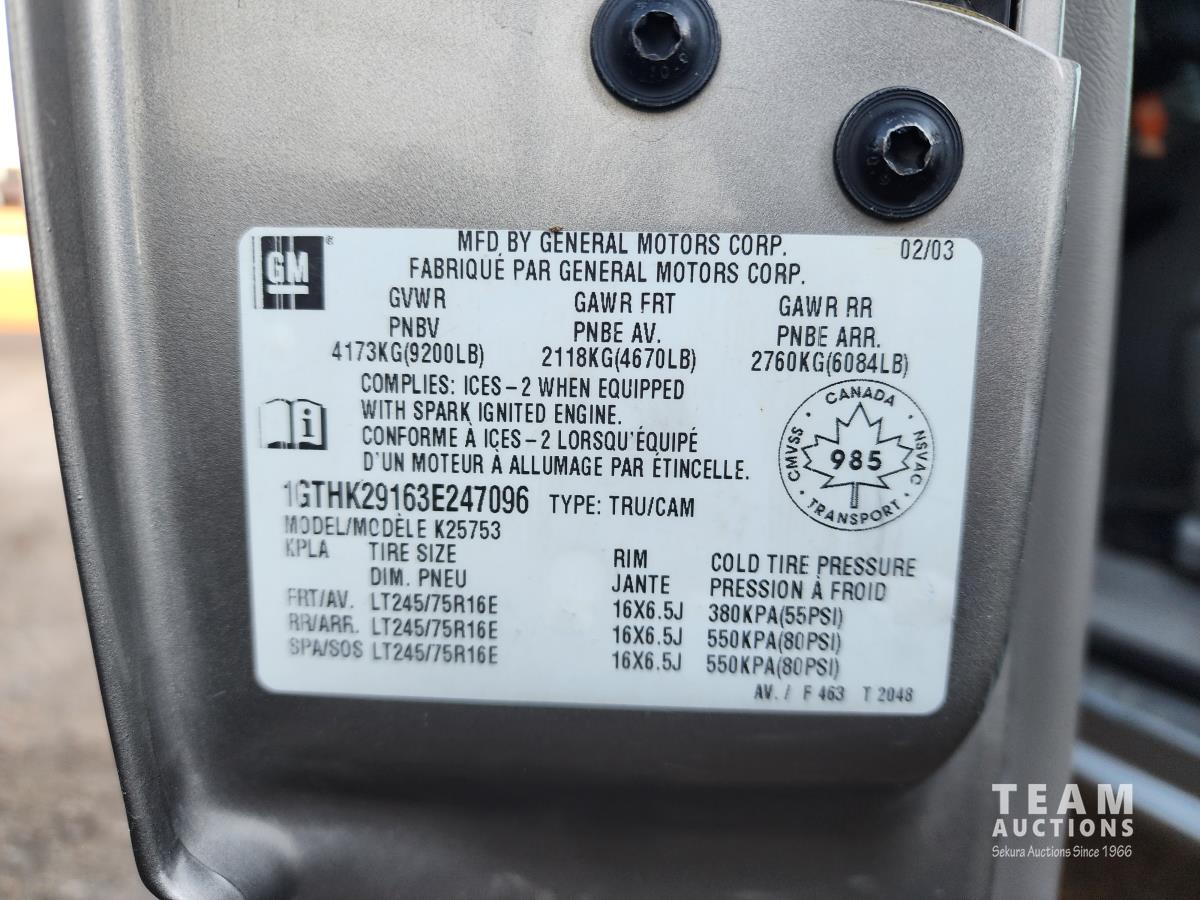 GM ®
MFD BY GENERAL MOTORS CORP. 02/03
FABRIQUÉ PAR GENERAL MOTORS CORP.
GVWR GAWR FRT GAWR RR
PNBV PNBE AV. PNBE ARR.
4173KG(9200LB) 2118KG(4670LB) 2760KG(6084LB)
COMPLIES: ICES-2 WHEN EQUIPPED
WITH SPARK IGNITED ENGINE.
CONFORME À ICES-2 LORSQU'ÉQUIPÉ
D'UN MOTEUR À ALLUMAGE PAR ÉTINCELLE.
i
CANADA
CMVSS 985 NSVAC
TRANSPORT
1GTHK29163E247096 TYPE: TRU/CAM
MODEL/MODÈLE K25753
KPLA TIRE SIZE RIM COLD TIRE PRESSURE
DIM. PNEU JANTE PRESSION À FROID
FRT/AV. LT245/75R16E 16X6.5J 380KPA(55PSI)
RR/ARR. LT245/75R16E 16X6.5J 550KPA(80PSI)
SPA/SOS LT245/75R16E 16X6.5J 550KPA(80PSI)
AV. / F 463 T 2048
TEAM
AUCTIONS
Sekura Auctions Since 1966